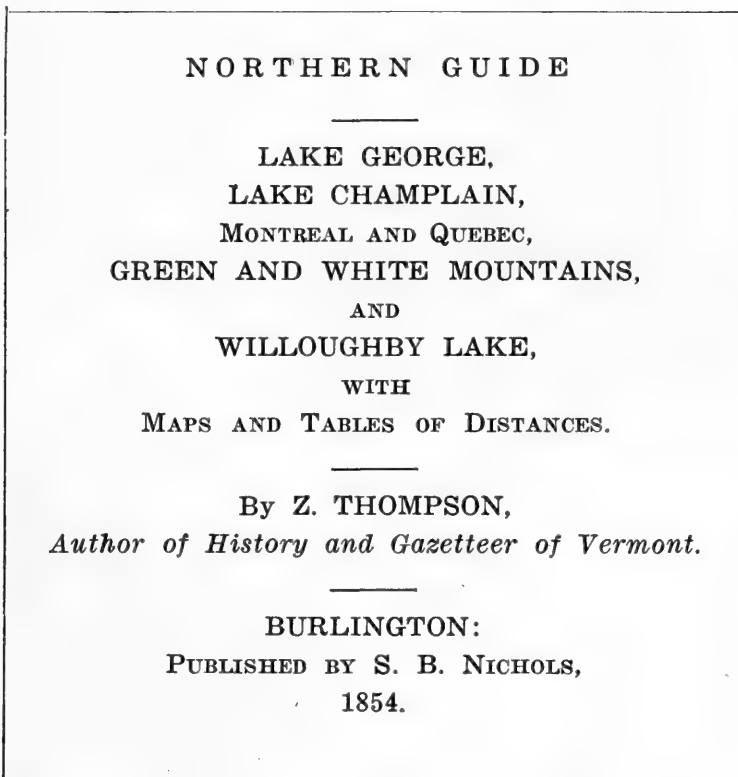 NORTHERN GUIDE
LAKE GEORGE,
LAKE CHAMPLAIN,
MONTREAL AND QUEBEC,
GREEN AND WHITE MOUNTAINS,
AND
WILLOUGHBY LAKE,
WITH
MAPS AND TABLES OF DISTANCES.
By Z. THOMPSON,
Author of History and Gazetteer of Vermont.
BURLINGTON:
PUBLISHED BY S. B. NICHOLS,
1854.